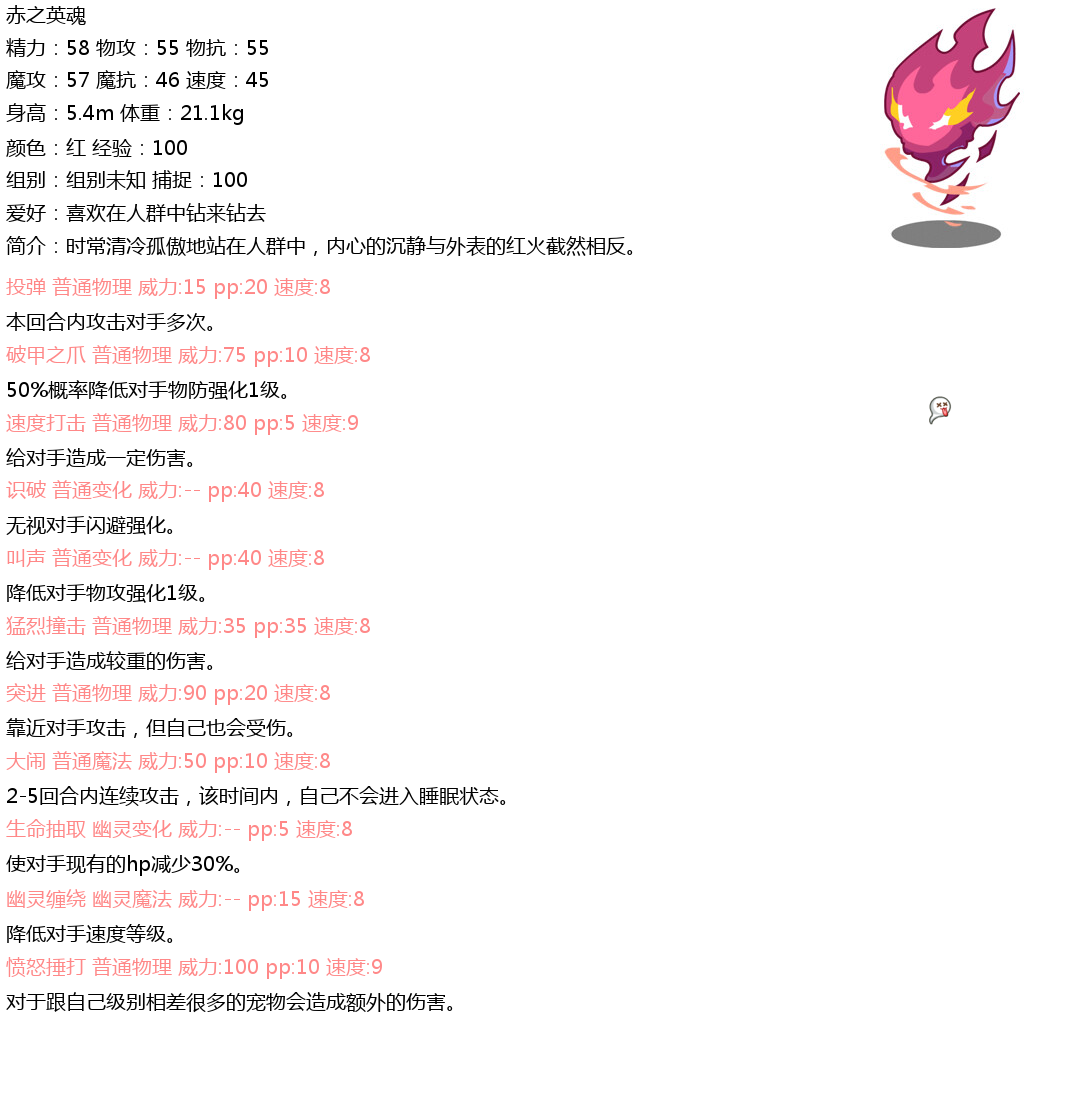 赤之英魂
精力：58 物攻：55 物抗：55
魔攻：57 魔抗：46 速度：45
身高：5.4m 体重：21.1kg
颜色：红 经验：100
组别：组别未知 捕捉：100
爱好：喜欢在人群中钻来钻去
简介：时常清冷孤傲地站在人群中，内心的沉静与外表的红火截然相反。
投弹 普通物理 威力:15 pp:20 速度:8
本回合内攻击对手多次。
破甲之爪 普通物理 威力:75 pp:10 速度:8
50%概率降低对手物防强化1级。
速度打击 普通物理 威力:80 pp:5 速度:9
给对手造成一定伤害。
识破 普通变化 威力:-- pp:40 速度:8
无视对手闪避强化。
叫声 普通变化 威力:-- pp:40 速度:8
降低对手物攻强化1级。
猛烈撞击 普通物理 威力:35 pp:35 速度:8
给对手造成较重的伤害。
突进 普通物理 威力:90 pp:20 速度:8
靠近对手攻击，但自己也会受伤。
大闹 普通魔法 威力:50 pp:10 速度:8
2-5回合内连续攻击，该时间内，自己不会进入睡眠状态。
生命抽取 幽灵变化 威力:-- pp:5 速度:8
使对手现有的hp减少30%。
幽灵缠绕 幽灵魔法 威力:-- pp:15 速度:8
降低对手速度等级。
愤怒捶打 普通物理 威力:100 pp:10 速度:9
对于跟自己级别相差很多的宠物会造成额外的伤害。